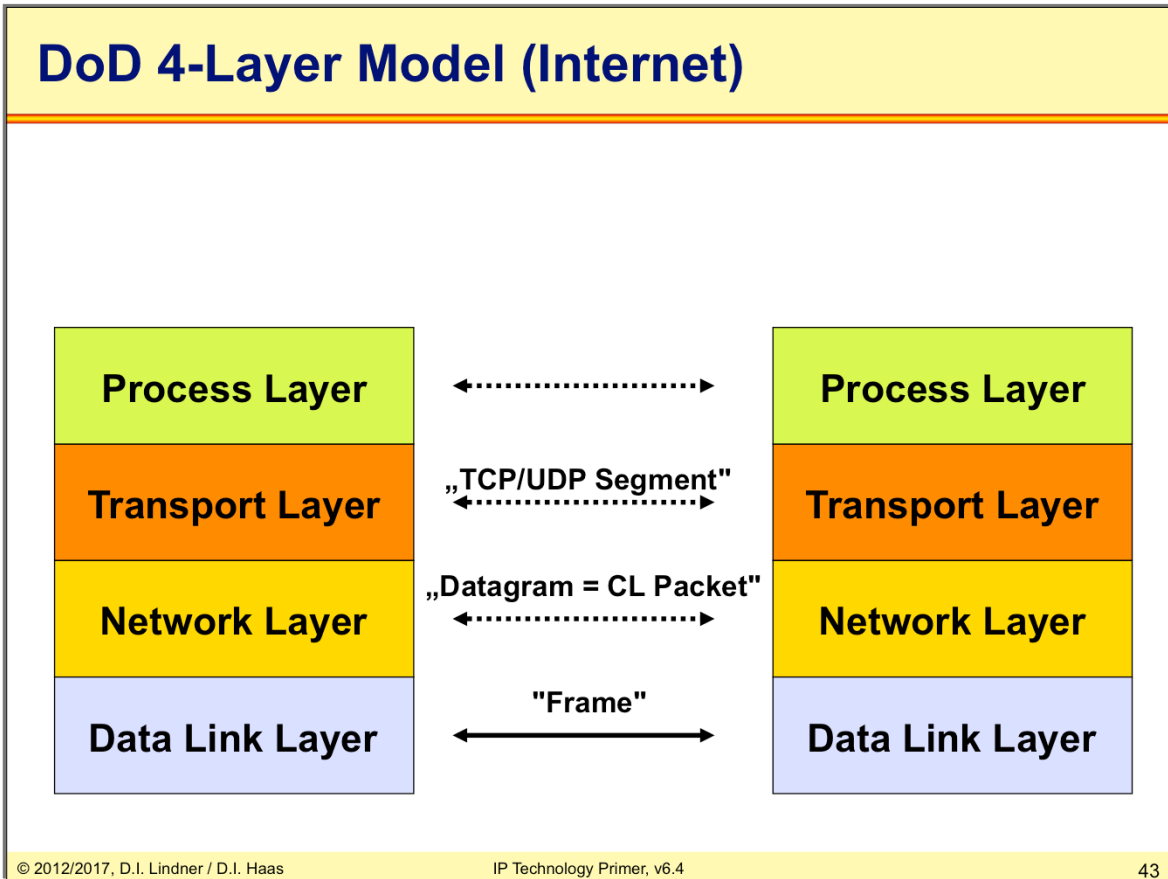 DoD 4-Layer Model (Internet)
Process Layer
Process Layer
„TCP/UDP Segment"
Transport Layer
Transport Layer
„Datagram = CL Packet"
Network Layer
Network Layer
"Frame"
Data Link Layer
Data Link Layer
© 2012/2017, D.I. Lindner / D.I. Haas
IP Technology Primer, v6.4
43